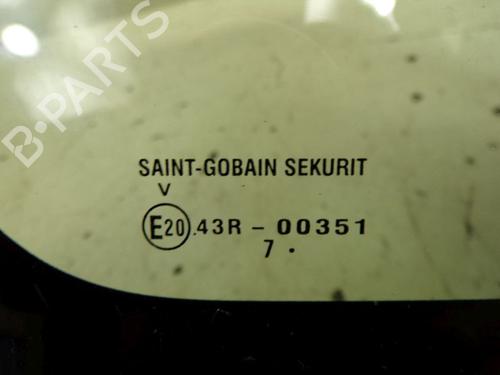 B-PARTS
SAINT-GOBAIN SEKURIT
V
E20 .43R - 00351
7 .